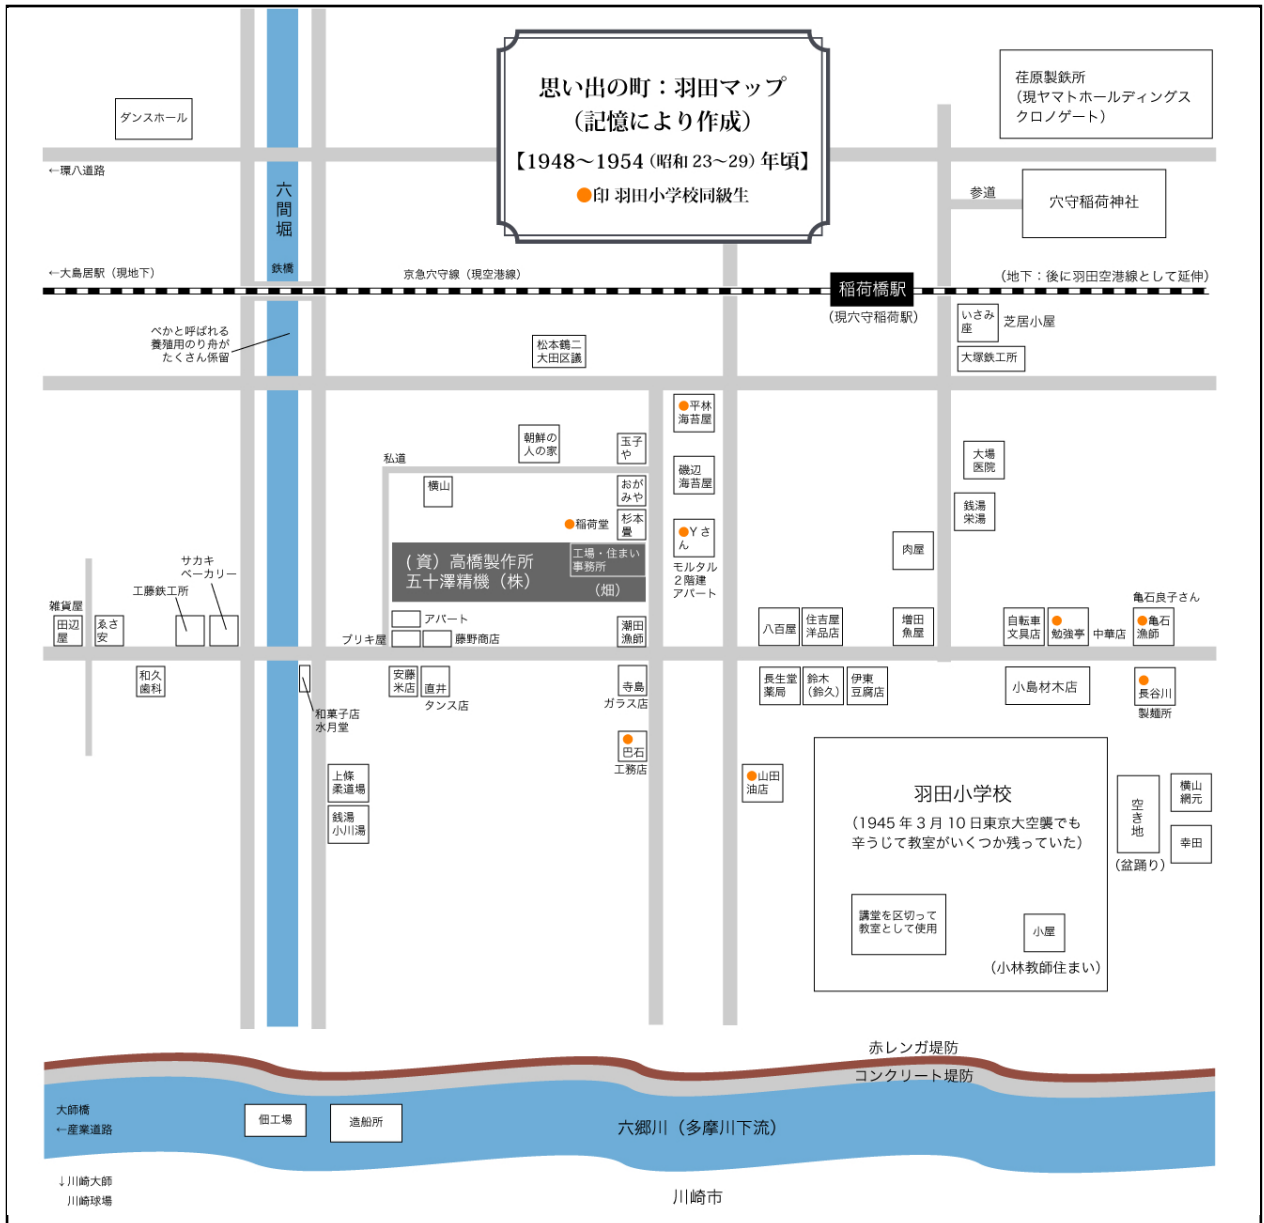 思い出の町：羽田マップ
（記憶により作成）
【1948～1954（昭和 23～29）年頃】
●印 羽田小学校同級生
荏原製鉄所
（現ヤマトホールディングス
クロノゲート）
ダンスホール
←環八道路
六間堀
参道
穴守稲荷神社
←大鳥居駅（現地下）
鉄橋
京急穴守線（現空港線）
稲荷橋駅
（現穴守稲荷駅）
（地下：後に羽田空港線として延伸）
べかと呼ばれる
養殖用のり舟が
たくさん係留
松本鶴二
大田区議
いさみ
座
芝居小屋
大塚鉄工所
●平林
海苔屋
朝鮮の
人の家
玉子
や
私道
横山
磯辺
海苔屋
大場
医院
おが
みや
銭湯
栄湯
●稲荷堂
杉本
畳
●Yさ
ん
モルタル
２階建
アパート
肉屋
（資）高橋製作所
五十澤精機（株）
工場・住まい
事務所
（畑）
サカキ
ベーカリー
工藤鉄工所
雑貨屋
田辺
屋
ゑさ
安
アパート
ブリキ屋
藤野商店
潮田
漁師
八百屋
住吉屋
洋品店
増田
魚屋
自転車
文具店
●
勉強亭
中華店
亀石良子さん
●亀石
漁師
和久
歯科
和菓子店
水月堂
安藤
米店
直井
タンス店
寺島
ガラス店
長生堂
薬局
鈴木
（鈴久）
伊東
豆腐店
小島材木店
●
長谷川
製麺所
●
巴石
工務店
上條
柔道場
銭湯
小川湯
●山田
油店
羽田小学校
（1945 年 3 月 10 日東京大空襲でも
辛うじて教室がいくつか残っていた）
講堂を区切って
教室として使用
小屋
（小林教師住まい）
空き地
（盆踊り）
横山
網元
幸田
赤レンガ堤防
コンクリート堤防
大師橋
←産業道路
佃工場
造船所
六郷川（多摩川下流）
↓川崎大師
川崎球場
川崎市